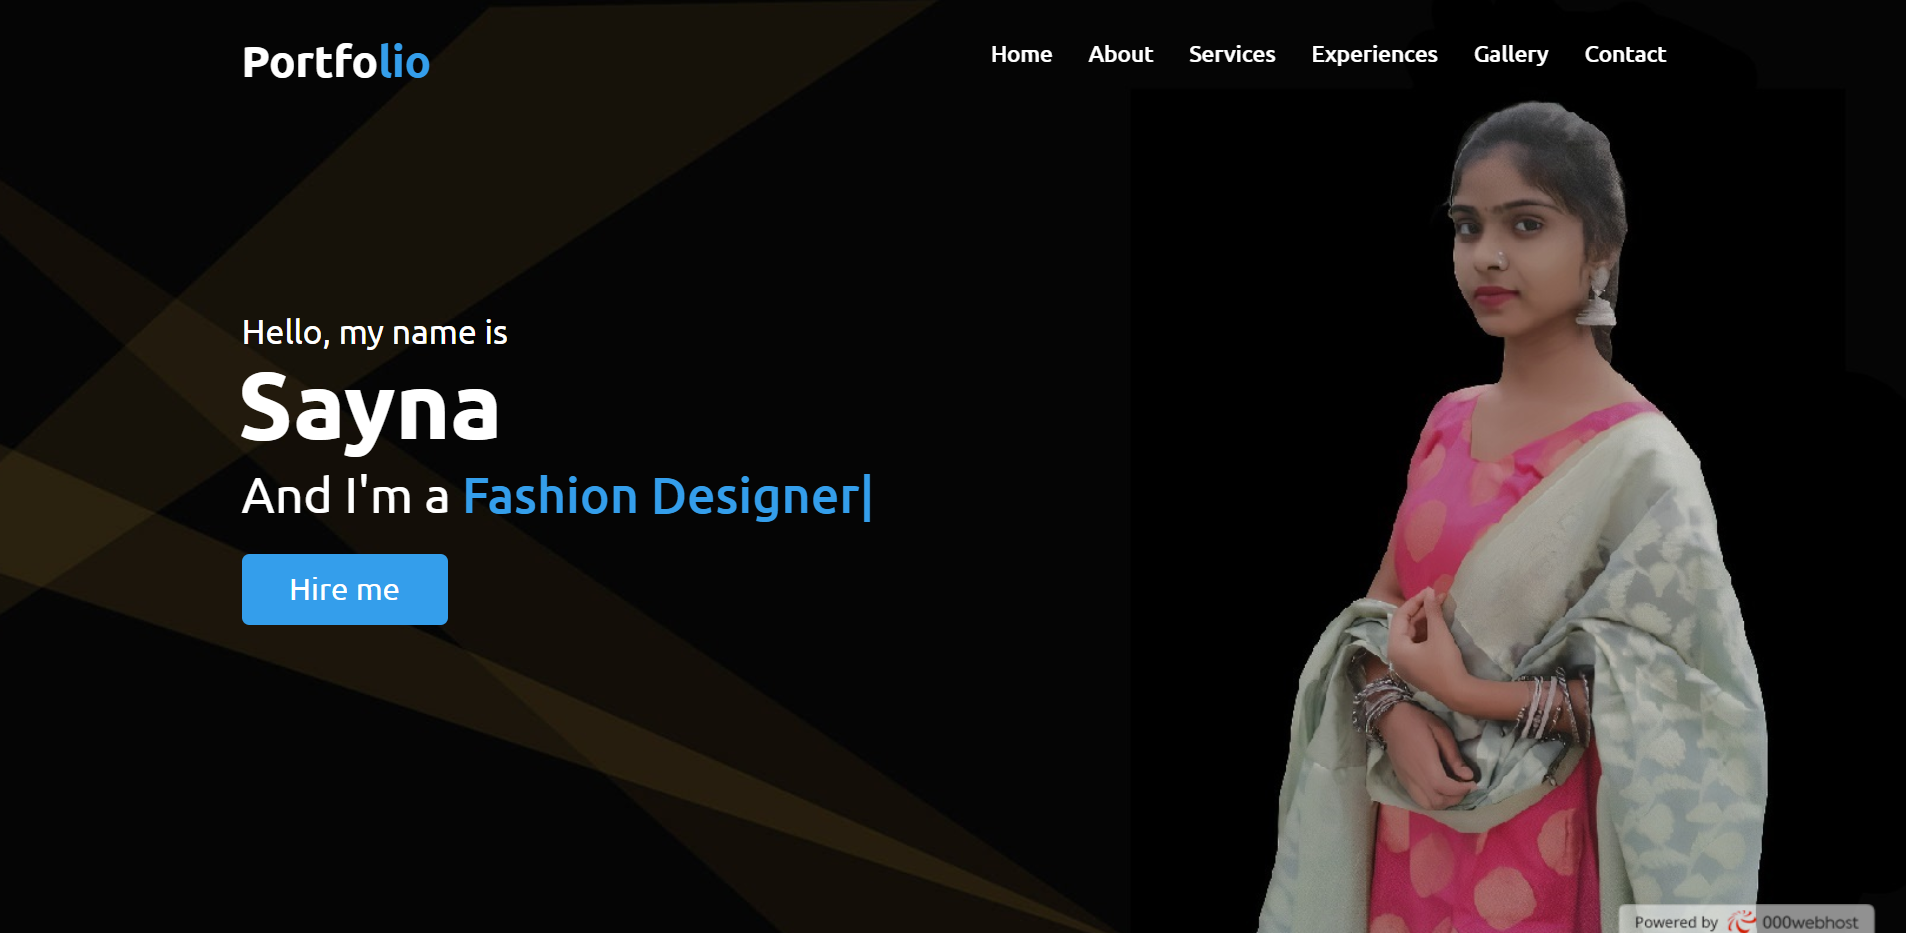 Portfolio
Home About Services Experiences Gallery Contact
Hello, my name is
Sayna
And I'm a Fashion Designer|
Hire me
Powered by 000webhost